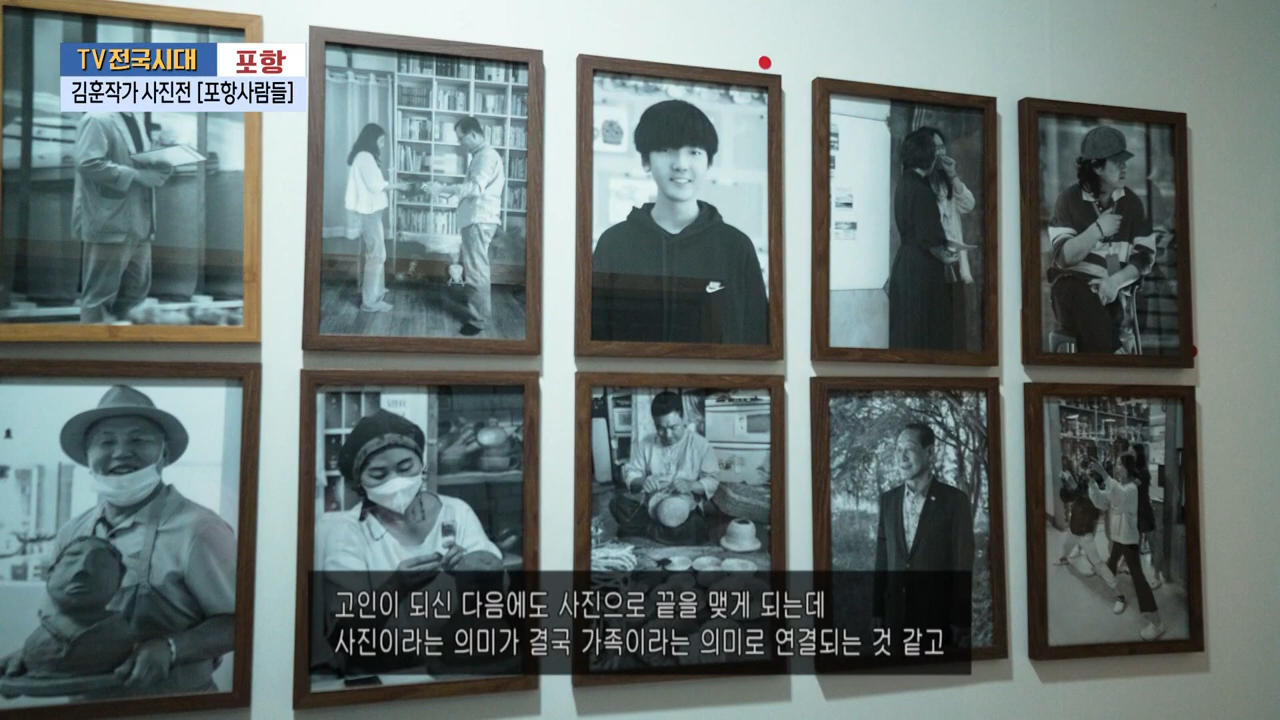 TV전국시대 포항
김훈작가 사진전 [포항사람들]
고인이 되신 다음에도 사진으로 끝을 맺게 되는데
사진이라는 의미가 결국 가족이라는 의미로 연결되는 것 같고